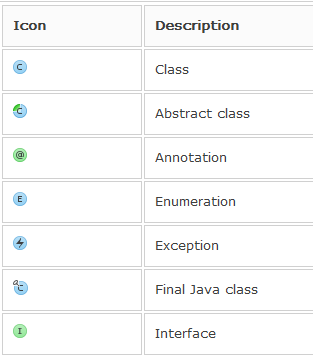 Icon Description
C Class
C Abstract class
@ Annotation
E Enumeration
Exception
C Final Java class
I Interface